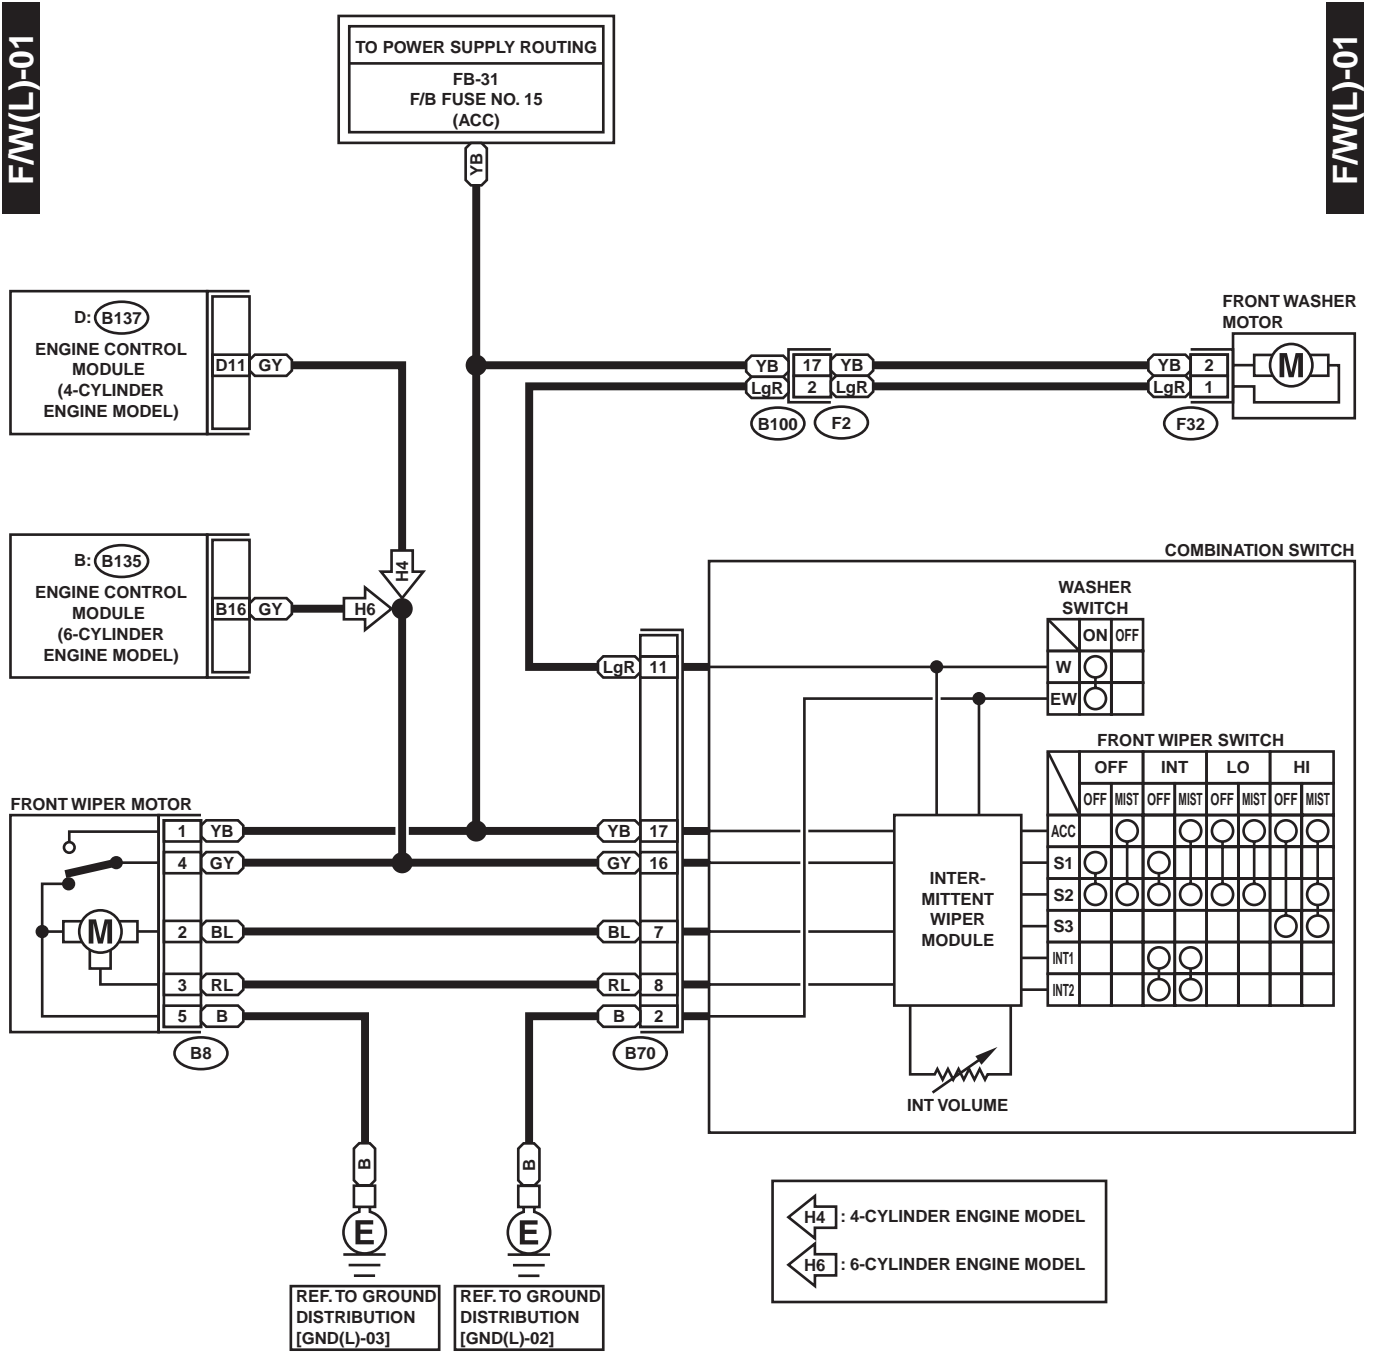 F/W(L)-01
F/W(L)-01
TO POWER SUPPLY ROUTING
FB-31
F/B FUSE NO. 15
(ACC)
YB
D: B137
ENGINE CONTROL
MODULE
(4-CYLINDER
ENGINE MODEL)
D11 GY
FRONT WASHER
MOTOR
YB 17 YB
LgR 2 LgR
B100 F2
YB 2
LgR 1
F32
M
B: B135
ENGINE CONTROL
MODULE
(6-CYLINDER
ENGINE MODEL)
B16 GY
H4
H6
COMBINATION SWITCH
WASHER
SWITCH
ON OFF
W
EW
LgR 11
FRONT WIPER SWITCH
OFF INT LO HI
OFF MIST OFF MIST OFF MIST OFF MIST
ACC
S1
S2
S3
INT1
INT2
FRONT WIPER MOTOR
M
1 YB
4 GY
2 BL
3 RL
5 B
B8
YB 17
GY 16
BL 7
RL 8
B 2
B70
INTER-
MITTENT
WIPER
MODULE
INT VOLUME
B
B
E
E
REF. TO GROUND
DISTRIBUTION
[GND(L)-03]
REF. TO GROUND
DISTRIBUTION
[GND(L)-02]
H4 : 4-CYLINDER ENGINE MODEL
H6 : 6-CYLINDER ENGINE MODEL